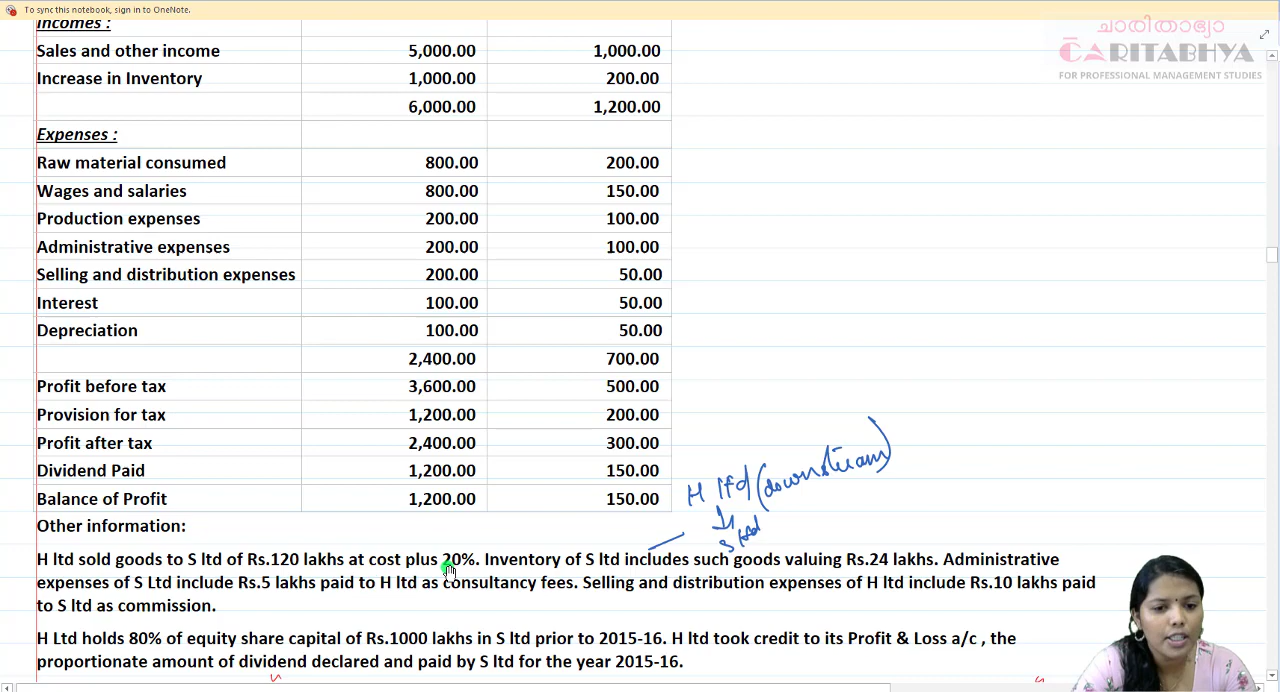 To sync this notebook, sign in to OneNote.
ചാരിതാഭ്യാ
CARITABHYA
FOR PROFESSIONAL MANAGEMENT STUDIES
Incomes :
Sales and other income 5,000.00 1,000.00
Increase in Inventory 1,000.00 200.00
6,000.00 1,200.00
Expenses :
Raw material consumed 800.00 200.00
Wages and salaries 800.00 150.00
Production expenses 200.00 100.00
Administrative expenses 200.00 100.00
Selling and distribution expenses 200.00 50.00
Interest 100.00 50.00
Depreciation 100.00 50.00
2,400.00 700.00
Profit before tax 3,600.00 500.00
Provision for tax 1,200.00 200.00
Profit after tax 2,400.00 300.00
Dividend Paid 1,200.00 150.00
Balance of Profit 1,200.00 150.00
H ltd (downstream)
S ltd
Other information:
H ltd sold goods to S ltd of Rs.120 lakhs at cost plus 20%. Inventory of S ltd includes such goods valuing Rs.24 lakhs. Administrative
expenses of S Ltd include Rs.5 lakhs paid to H ltd as consultancy fees. Selling and distribution expenses of H ltd include Rs.10 lakhs paid
to S ltd as commission.
H Ltd holds 80% of equity share capital of Rs.1000 lakhs in S ltd prior to 2015-16. H ltd took credit to its Profit & Loss a/c , the
proportionate amount of dividend declared and paid by S ltd for the year 2015-16.